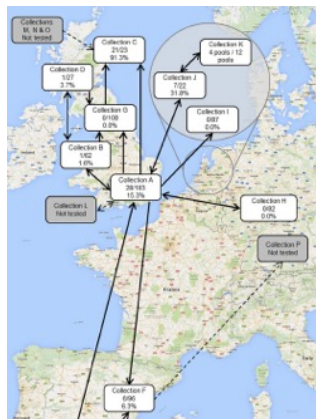 Collections
M, N & O
Not tested
Collection C
21/23
91.3%
Collection K
4 pools / 12
pools
Collection D
1/27
3.7%
Collection J
7/22
31.8%
Collection G
0/108
0.0%
Collection I
0/87
0.0%
Collection B
1/62
1.6%
Collection A
28/183
15.3%
Collection L
Not tested
Collection H
0/92
0.0%
Collection P
Not tested
Collection F
6/96
6.3%